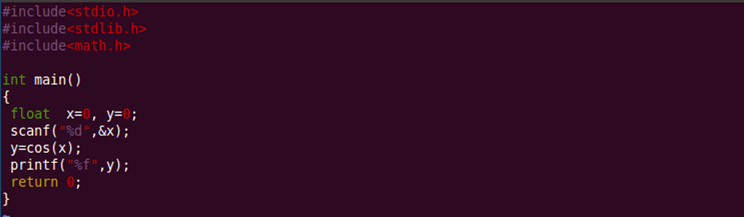 #include<stdio.h>
#include<stdlib.h>
#include<math.h>

int main()
{
 float  x=0, y=0;
 scanf("%d",&x);
 y=cos(x);
 printf("%f",y);
 return 0;
}
~